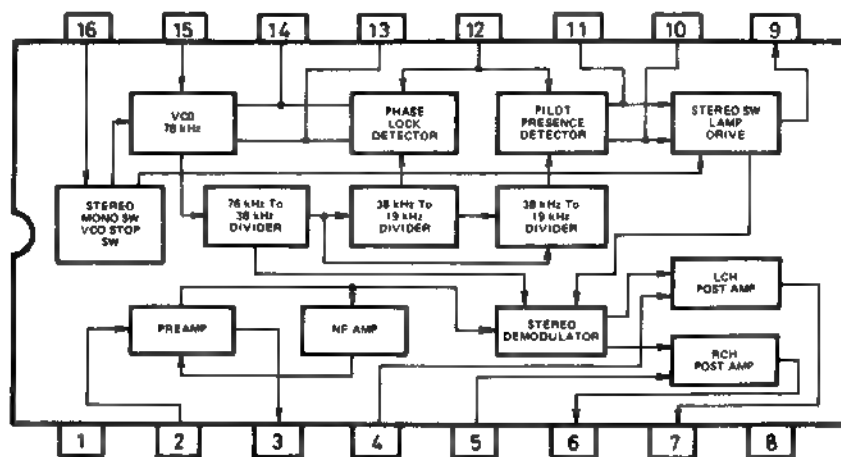 16 15 14 13 12 11 10 9
VCO
76 kHz
PHASE
LOCK
DETECTOR
PILOT
PRESENCE
DETECTOR
STEREO SW
LAMP
DRIVE
STEREO
MONO SW
VCO STOP
SW
76 kHz To
38 kHz
DIVIDER
38 kHz To
19 kHz
DIVIDER
38 kHz To
19 kHz
DIVIDER
PREAMP
NF AMP
STEREO
DEMODULATOR
LCH
POST AMP
RCH
POST AMP
1 2 3 4 5 6 7 8